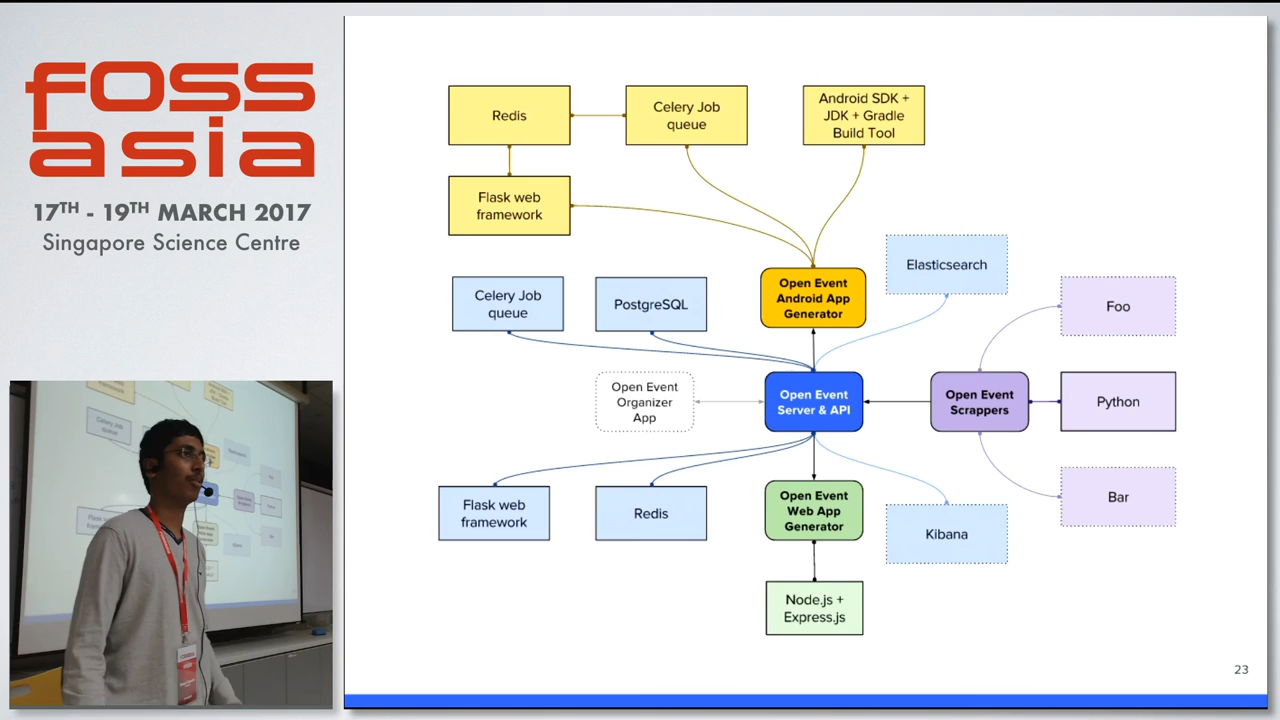 foss
asia
17TH - 19TH MARCH 2017
Singapore Science Centre
Redis
Celery Job
queue
Android SDK +
JDK + Gradle
Build Tool
Flask web
framework
Elasticsearch
Open Event
Android App
Generator
Celery Job
queue
PostgreSQL
Foo
Open Event
Organizer
App
Open Event
Server & API
Open Event
Scrappers
Python
Flask web
framework
Redis
Open Event
Web App
Generator
Kibana
Bar
Node.js +
Express.js
23